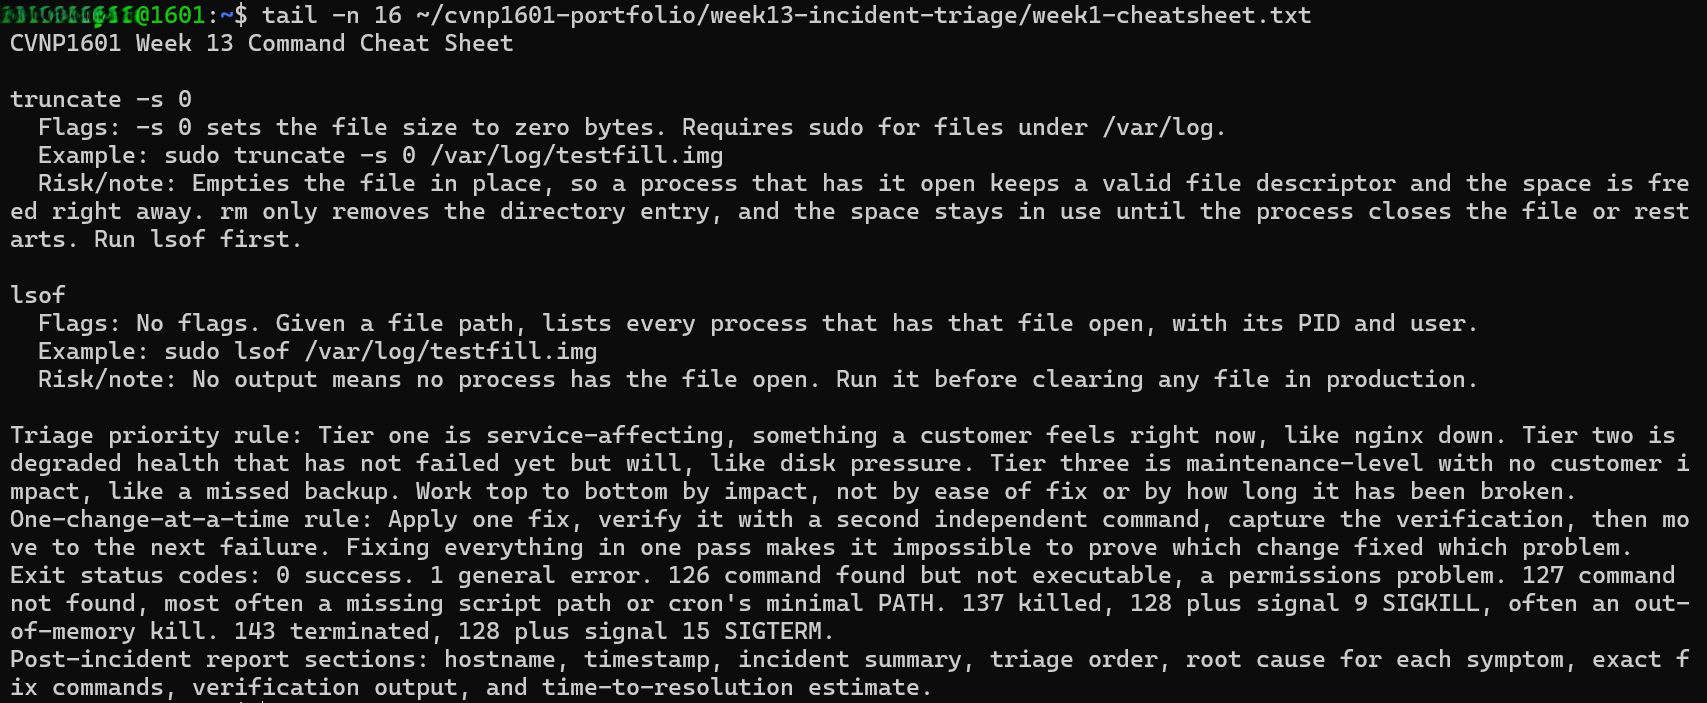 @1601:~$ tail -n 16 ~/cvnp1601-portfolio/week13-incident-triage/week1-cheatsheet.txt
CVNP1601 Week 13 Command Cheat Sheet
truncate -s 0
Flags: -s 0 sets the file size to zero bytes. Requires sudo for files under /var/log.
Example: sudo truncate -s 0 /var/log/testfill.img
Risk/note: Empties the file in place, so a process that has it open keeps a valid file descriptor and the space is fre
ed right away. rm only removes the directory entry, and the space stays in use until the process closes the file or rest
arts. Run lsof first.
lsof
Flags: No flags. Given a file path, lists every process that has that file open, with its PID and user.
Example: sudo lsof /var/log/testfill.img
Risk/note: No output means no process has the file open. Run it before clearing any file in production.
Triage priority rule: Tier one is service-affecting, something a customer feels right now, like nginx down. Tier two is
degraded health that has not failed yet but will, like disk pressure. Tier three is maintenance-level with no customer i
mpact, like a missed backup. Work top to bottom by impact, not by ease of fix or by how long it has been broken.
One-change-at-a-time rule: Apply one fix, verify it with a second independent command, capture the verification, then mo
ve to the next failure. Fixing everything in one pass makes it impossible to prove which change fixed which problem.
Exit status codes: 0 success. 1 general error. 126 command found but not executable, a permissions problem. 127 command
not found, most often a missing script path or cron's minimal PATH. 137 killed, 128 plus signal 9 SIGKILL, often an out-
of-memory kill. 143 terminated, 128 plus signal 15 SIGTERM.
Post-incident report sections: hostname, timestamp, incident summary, triage order, root cause for each symptom, exact f
ix commands, verification output, and time-to-resolution estimate.